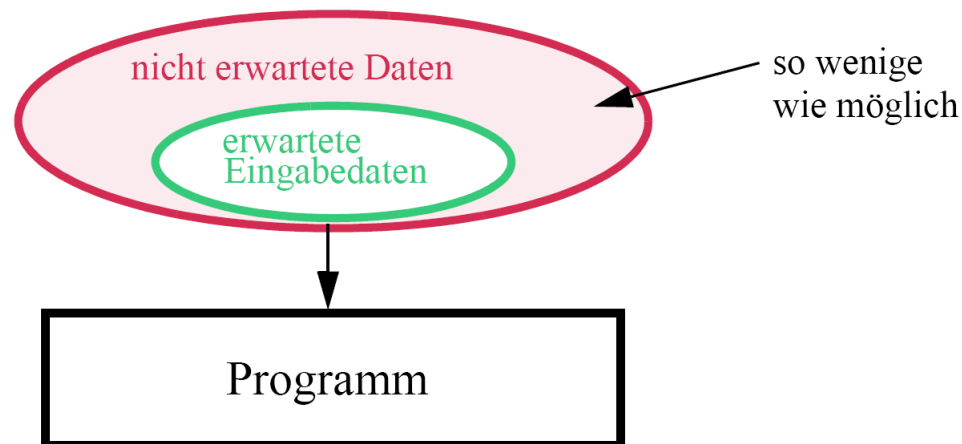 nicht erwartete Daten
so wenige
wie möglich
erwartete
Eingabedaten
Programm